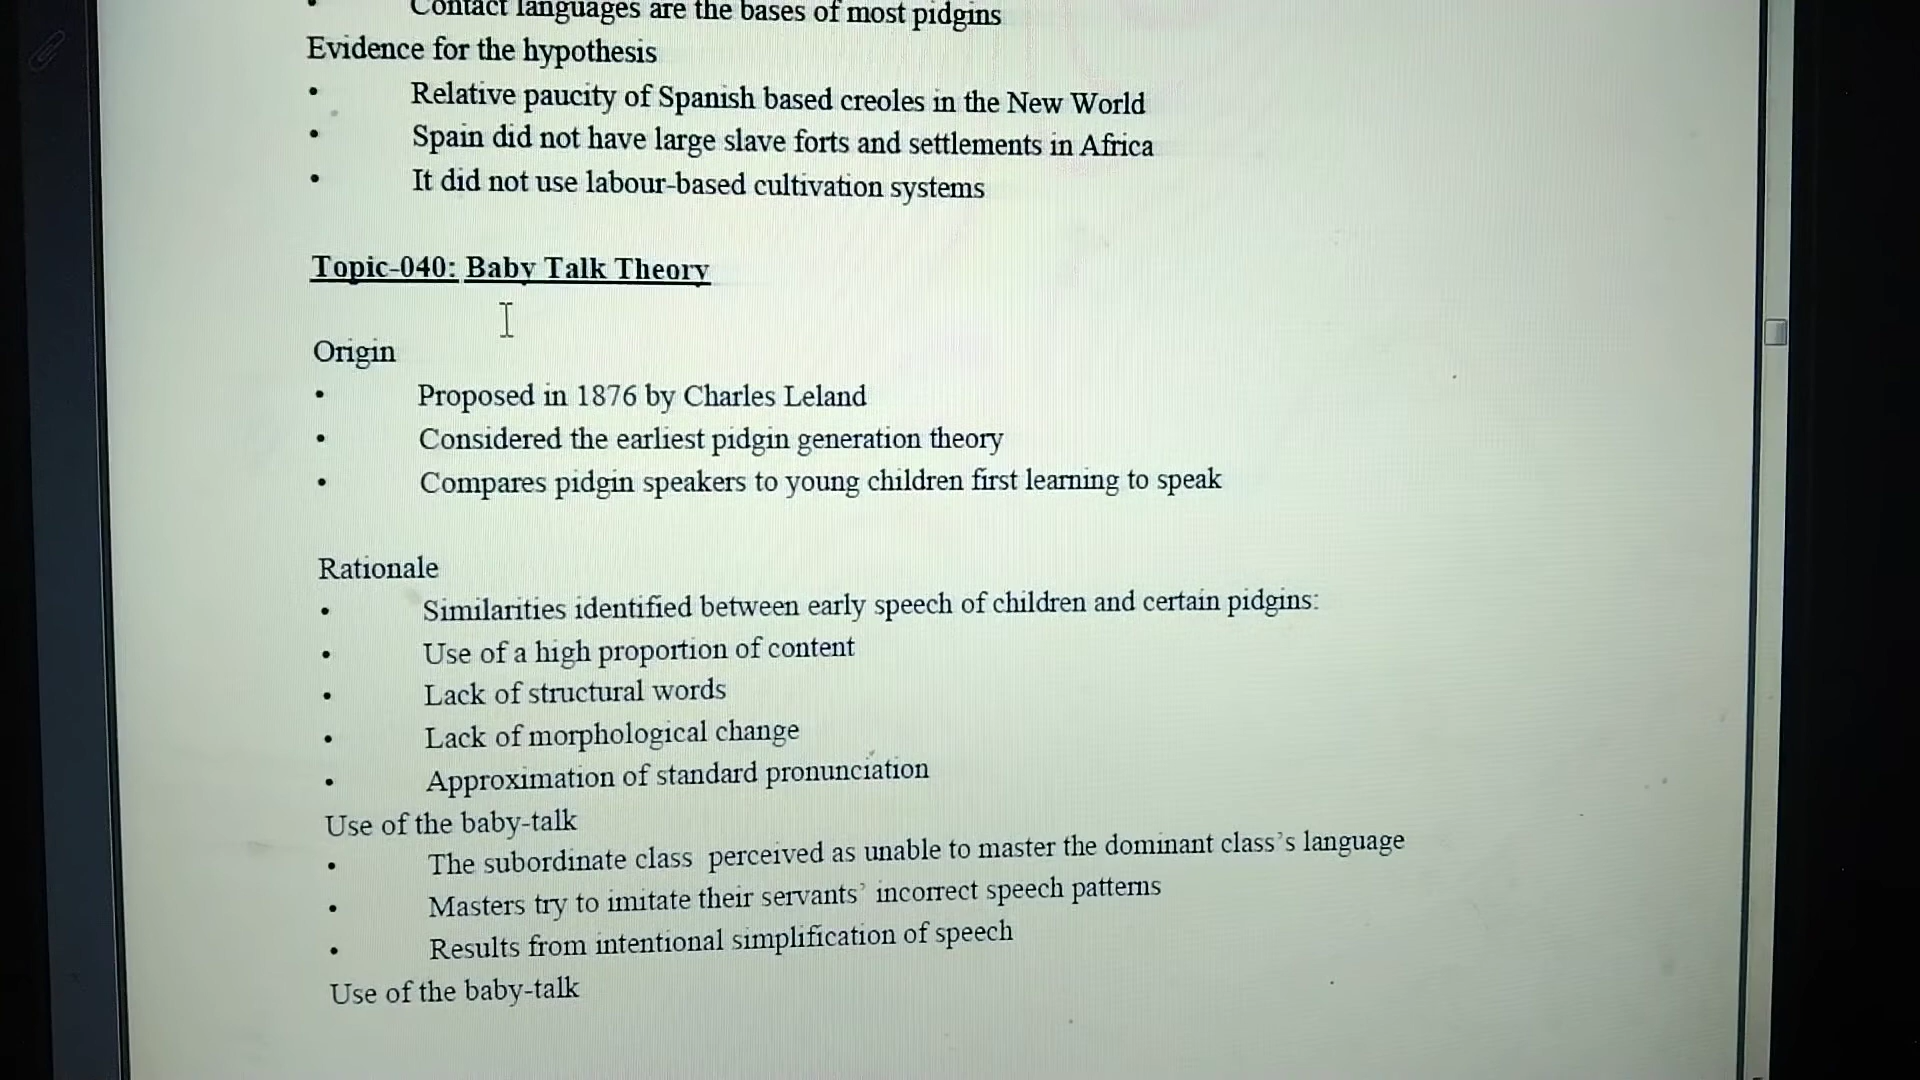 • Contact languages are the bases of most pidgins
Evidence for the hypothesis
• Relative paucity of Spanish based creoles in the New World
• Spain did not have large slave forts and settlements in Africa
• It did not use labour-based cultivation systems
Topic-040: Baby Talk Theory
Origin
• Proposed in 1876 by Charles Leland
• Considered the earliest pidgin generation theory
• Compares pidgin speakers to young children first learning to speak
Rationale
• Similarities identified between early speech of children and certain pidgins:
• Use of a high proportion of content
• Lack of structural words
• Lack of morphological change
• Approximation of standard pronunciation
Use of the baby-talk
• The subordinate class perceived as unable to master the dominant class’s language
• Masters try to imitate their servants’ incorrect speech patterns
• Results from intentional simplification of speech
Use of the baby-talk